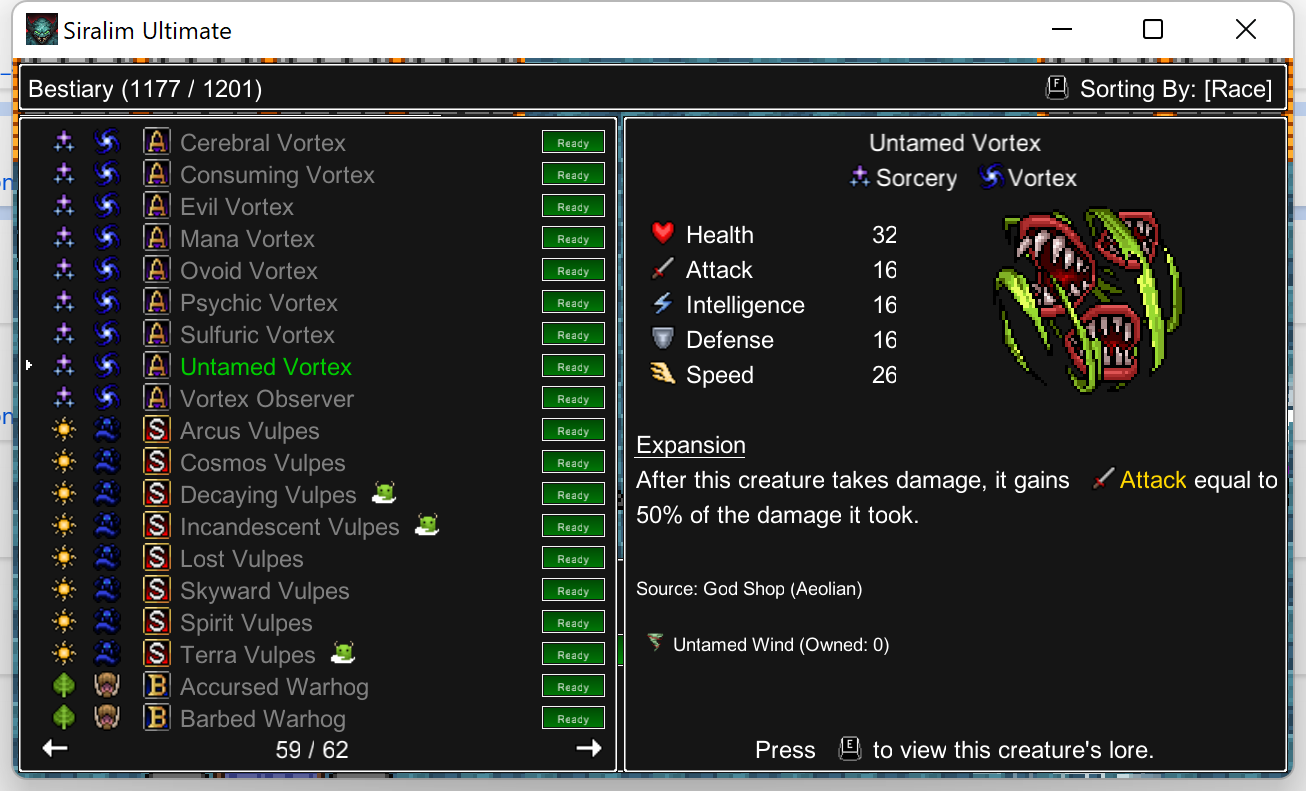 Siralim Ultimate
Bestiary (1177 / 1201)
F Sorting By: [Race]
A Cerebral Vortex Ready
A Consuming Vortex Ready
A Evil Vortex Ready
A Mana Vortex Ready
A Ovoid Vortex Ready
A Psychic Vortex Ready
A Sulfuric Vortex Ready
A Untamed Vortex Ready
A Vortex Observer Ready
S Arcus Vulpes Ready
S Cosmos Vulpes Ready
S Decaying Vulpes Ready
S Incandescent Vulpes Ready
S Lost Vulpes Ready
S Skyward Vulpes Ready
S Spirit Vulpes Ready
S Terra Vulpes Ready
B Accursed Warhog Ready
B Barbed Warhog Ready
59 / 62
Untamed Vortex
Sorcery Vortex
Health 32
Attack 16
Intelligence 16
Defense 16
Speed 26
Expansion
After this creature takes damage, it gains Attack equal to
50% of the damage it took.
Source: God Shop (Aeolian)
Untamed Wind (Owned: 0)
Press E to view this creature's lore.